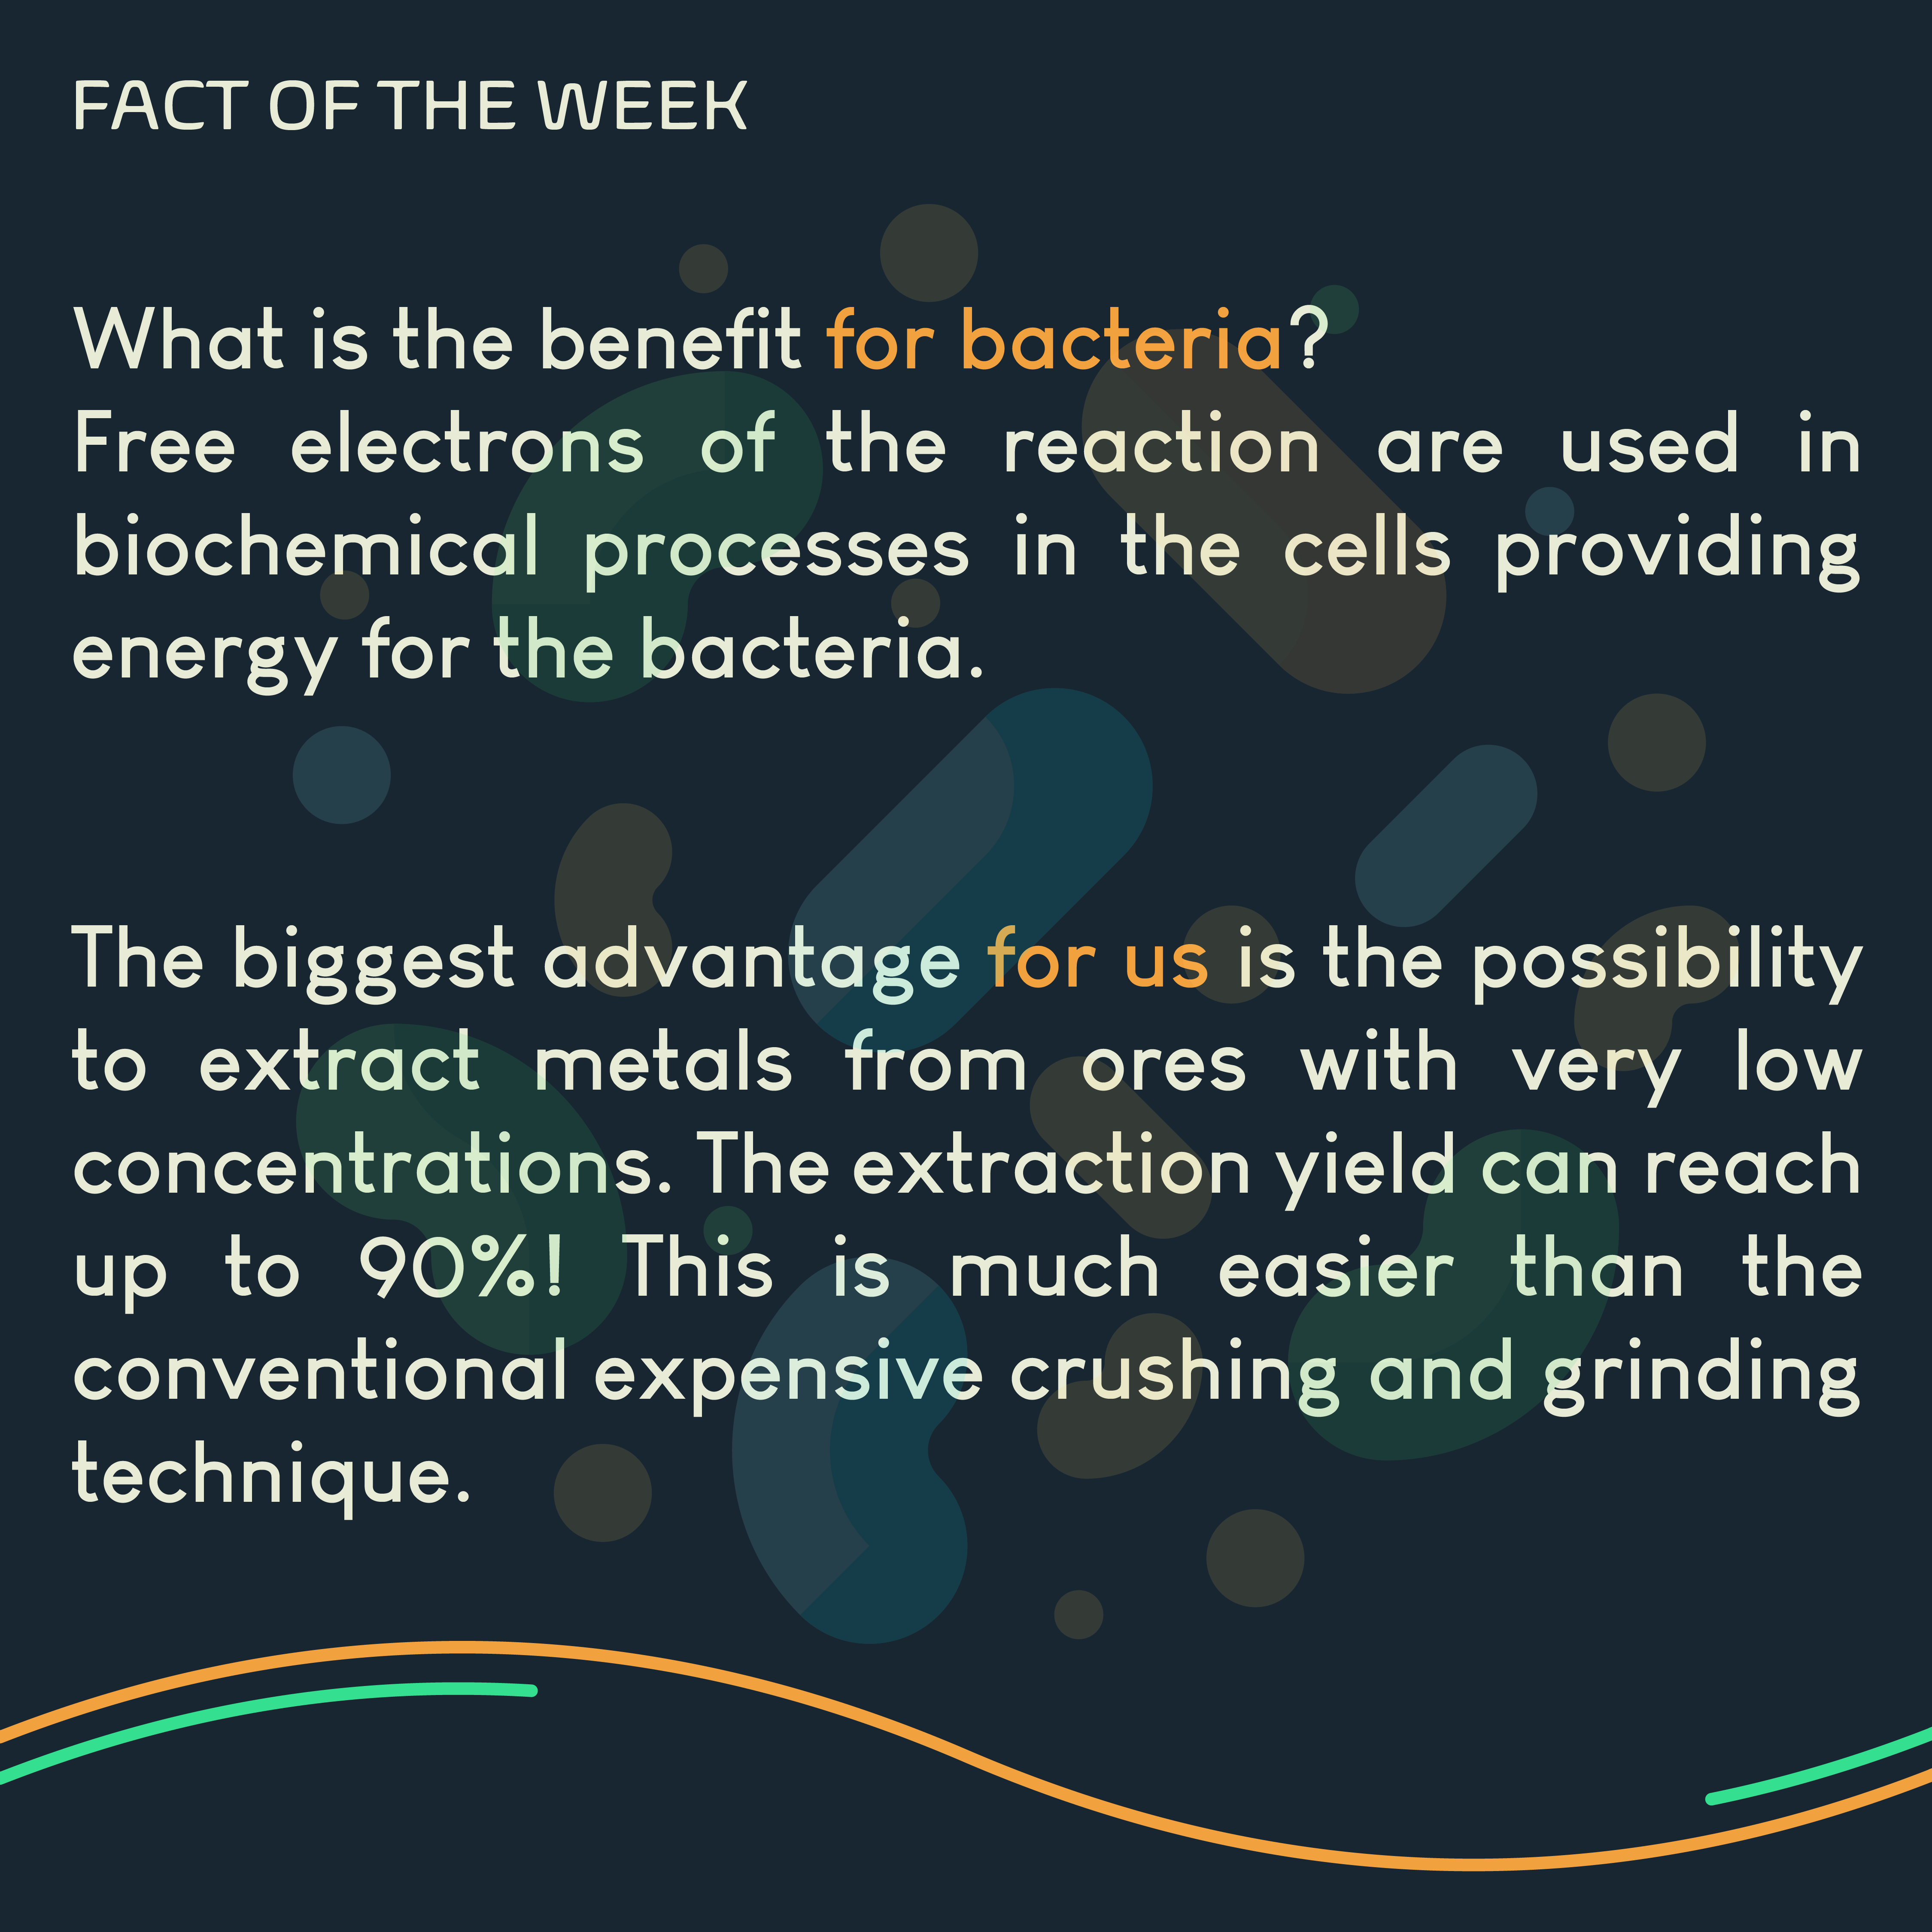 FACT OF THE WEEK
What is the benefit for bacteria?
Free electrons of the reaction are used in
biochemical processes in the cells providing
energy for the bacteria.
The biggest advantage for us is the possibility
to extract metals from ores with very low
concentrations. The extraction yield can reach
up to 90%! This is much easier than the
conventional expensive crushing and grinding
technique.